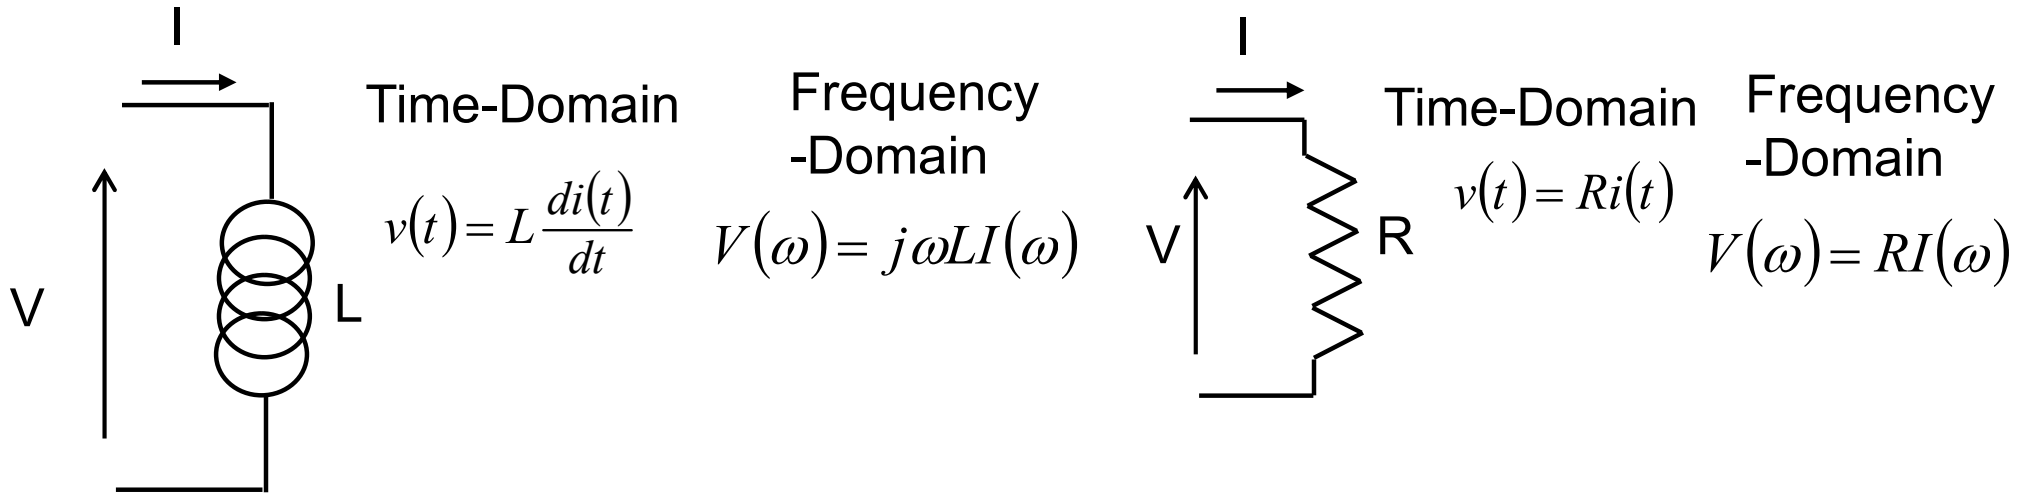 I
Time-Domain
Frequency
-Domain
v(t) = L di(t)/dt
V(ω) = jωLI(ω)
V
L
I
Time-Domain
Frequency
-Domain
v(t) = Ri(t)
V(ω) = RI(ω)
V
R